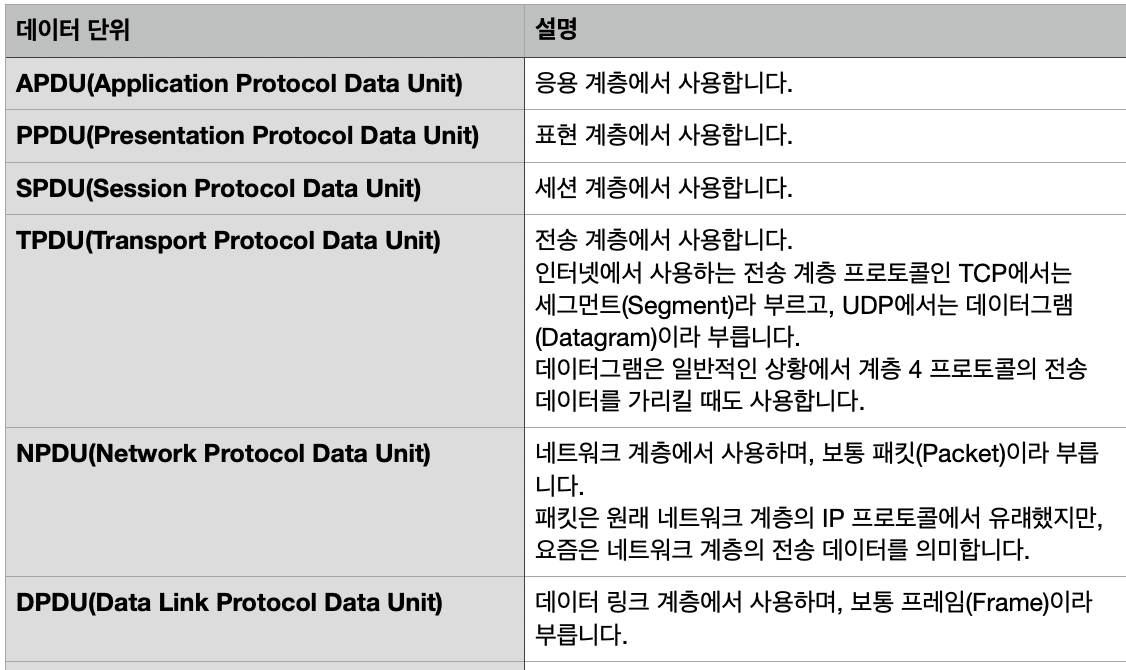 데이터 단위
설명
APDU(Application Protocol Data Unit)
응용 계층에서 사용합니다.
PPDU(Presentation Protocol Data Unit)
표현 계층에서 사용합니다.
SPDU(Session Protocol Data Unit)
세션 계층에서 사용합니다.
TPDU(Transport Protocol Data Unit)
전송 계층에서 사용합니다.
인터넷에서 사용하는 전송 계층 프로토콜인 TCP에서는
세그먼트(Segment)라 부르고, UDP에서는 데이터그램
(Datagram)이라 부릅니다.
데이터그램은 일반적인 상황에서 계층 4 프로토콜의 전송
데이터를 가리킬 때도 사용합니다.
NPDU(Network Protocol Data Unit)
네트워크 계층에서 사용하며, 보통 패킷(Packet)이라 부릅
니다.
패킷은 원래 네트워크 계층의 IP 프로토콜에서 유럐했지만,
요즘은 네트워크 계층의 전송 데이터를 의미합니다.
DPDU(Data Link Protocol Data Unit)
데이터 링크 계층에서 사용하며, 보통 프레임(Frame)이라
부릅니다.